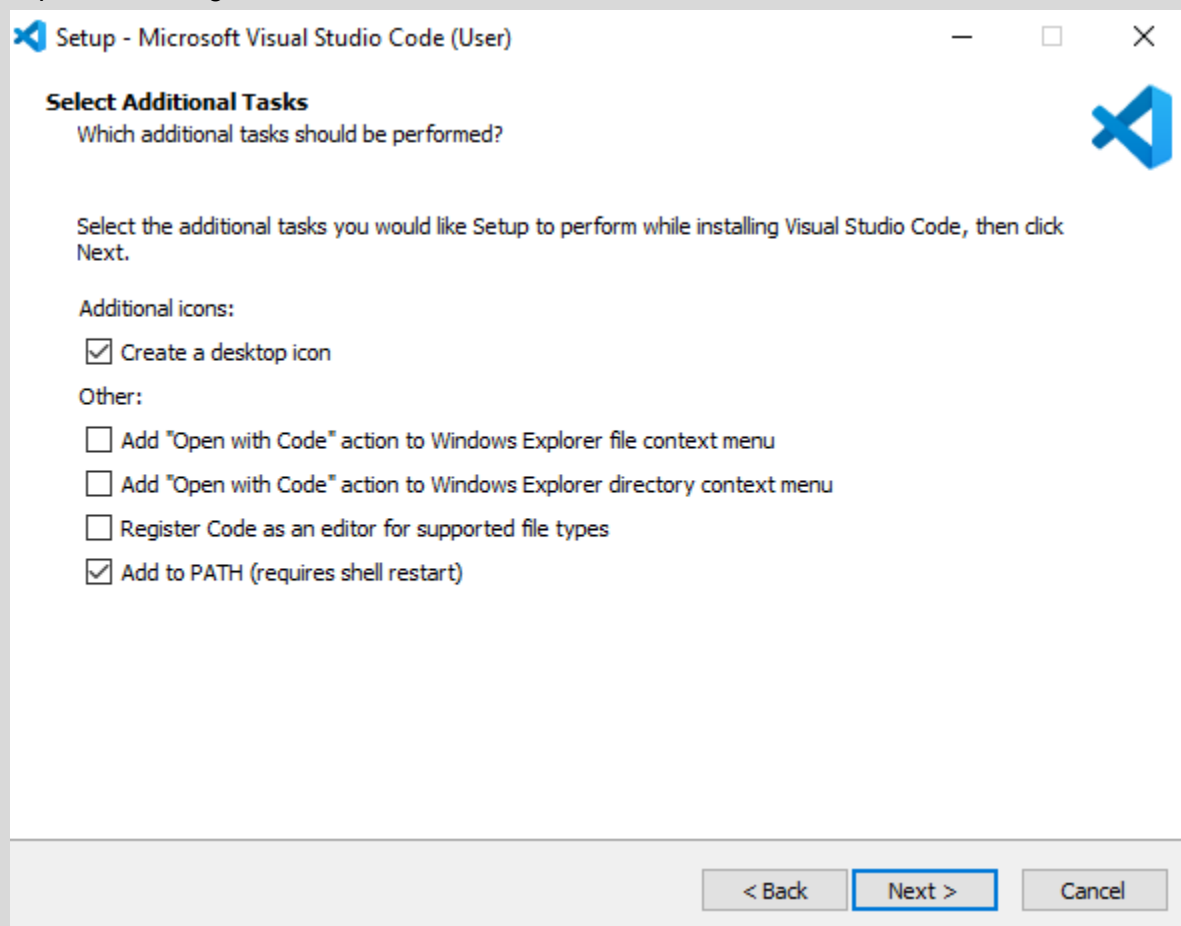 Setup - Microsoft Visual Studio Code (User)
Select Additional Tasks
Which additional tasks should be performed?
Select the additional tasks you would like Setup to perform while installing Visual Studio Code, then click
Next.
Additional icons:
Create a desktop icon
Other:
Add "Open with Code" action to Windows Explorer file context menu
Add "Open with Code" action to Windows Explorer directory context menu
Register Code as an editor for supported file types
Add to PATH (requires shell restart)
< Back Next > Cancel